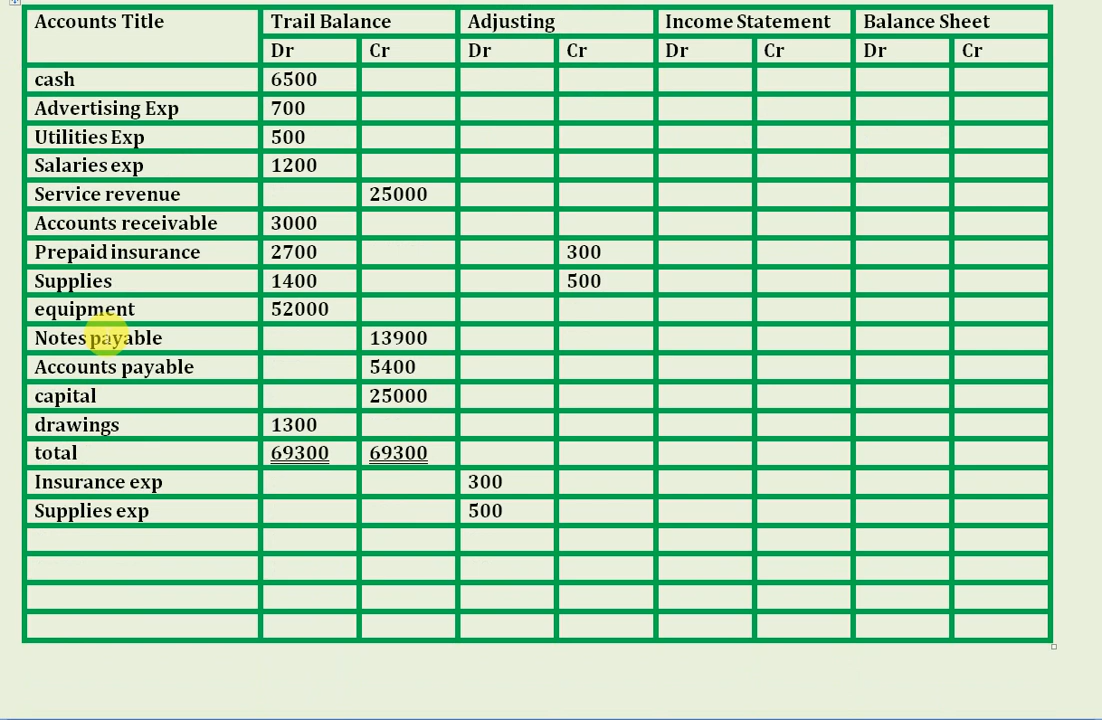 Accounts Title Trail Balance Adjusting Income Statement Balance Sheet
Dr Cr Dr Cr Dr Cr Dr Cr
cash 6500
Advertising Exp 700
Utilities Exp 500
Salaries exp 1200
Service revenue 25000
Accounts receivable 3000
Prepaid insurance 2700 300
Supplies 1400 500
equipment 52000
Notes payable 13900
Accounts payable 5400
capital 25000
drawings 1300
total 69300 69300
Insurance exp 300
Supplies exp 500